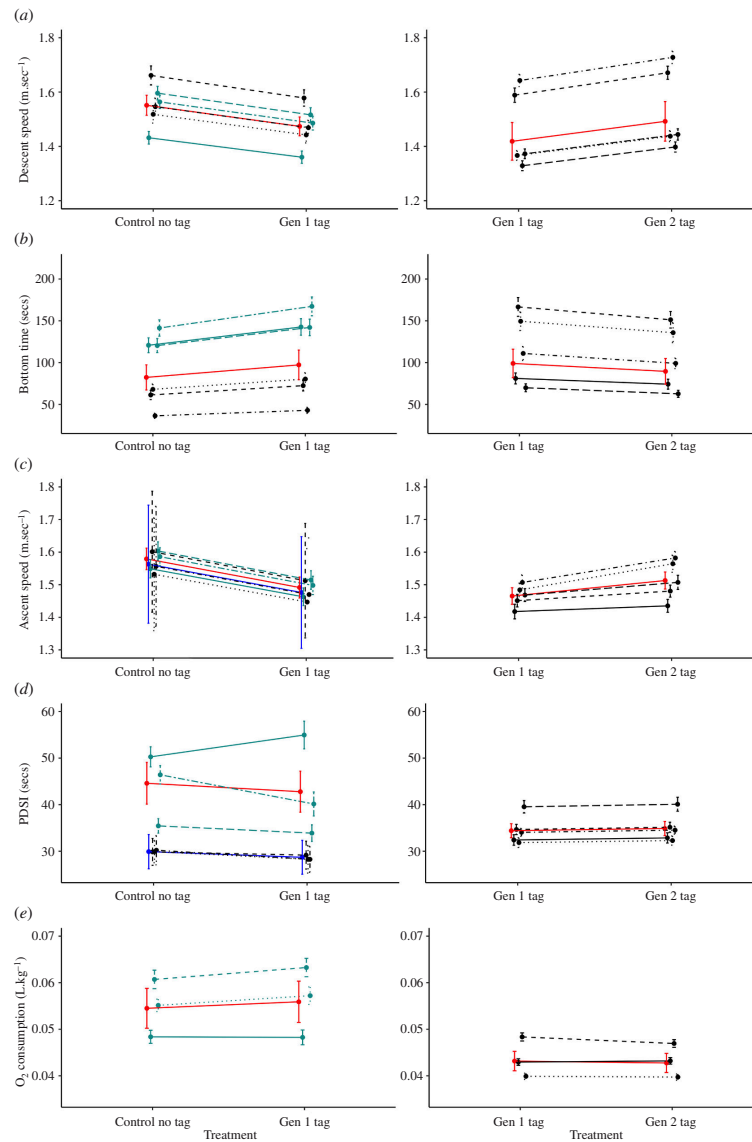 (a)
Descent speed (m.sec⁻¹)
1.8
1.6
1.4
1.2
Control no tag Gen 1 tag
1.8
1.6
1.4
1.2
Gen 1 tag Gen 2 tag
(b)
Bottom time (secs)
200
150
100
50
Control no tag Gen 1 tag
200
150
100
50
Gen 1 tag Gen 2 tag
(c)
Ascent speed (m.sec⁻¹)
1.8
1.7
1.6
1.5
1.4
1.3
Control no tag Gen 1 tag
1.8
1.7
1.6
1.5
1.4
1.3
Gen 1 tag Gen 2 tag
(d)
PDSI (secs)
60
50
40
30
Control no tag Gen 1 tag
60
50
40
30
Gen 1 tag Gen 2 tag
(e)
O₂ consumption (L.kg⁻¹)
0.07
0.06
0.05
0.04
Control no tag Gen 1 tag
Treatment
0.07
0.06
0.05
0.04
Gen 1 tag Gen 2 tag
Treatment